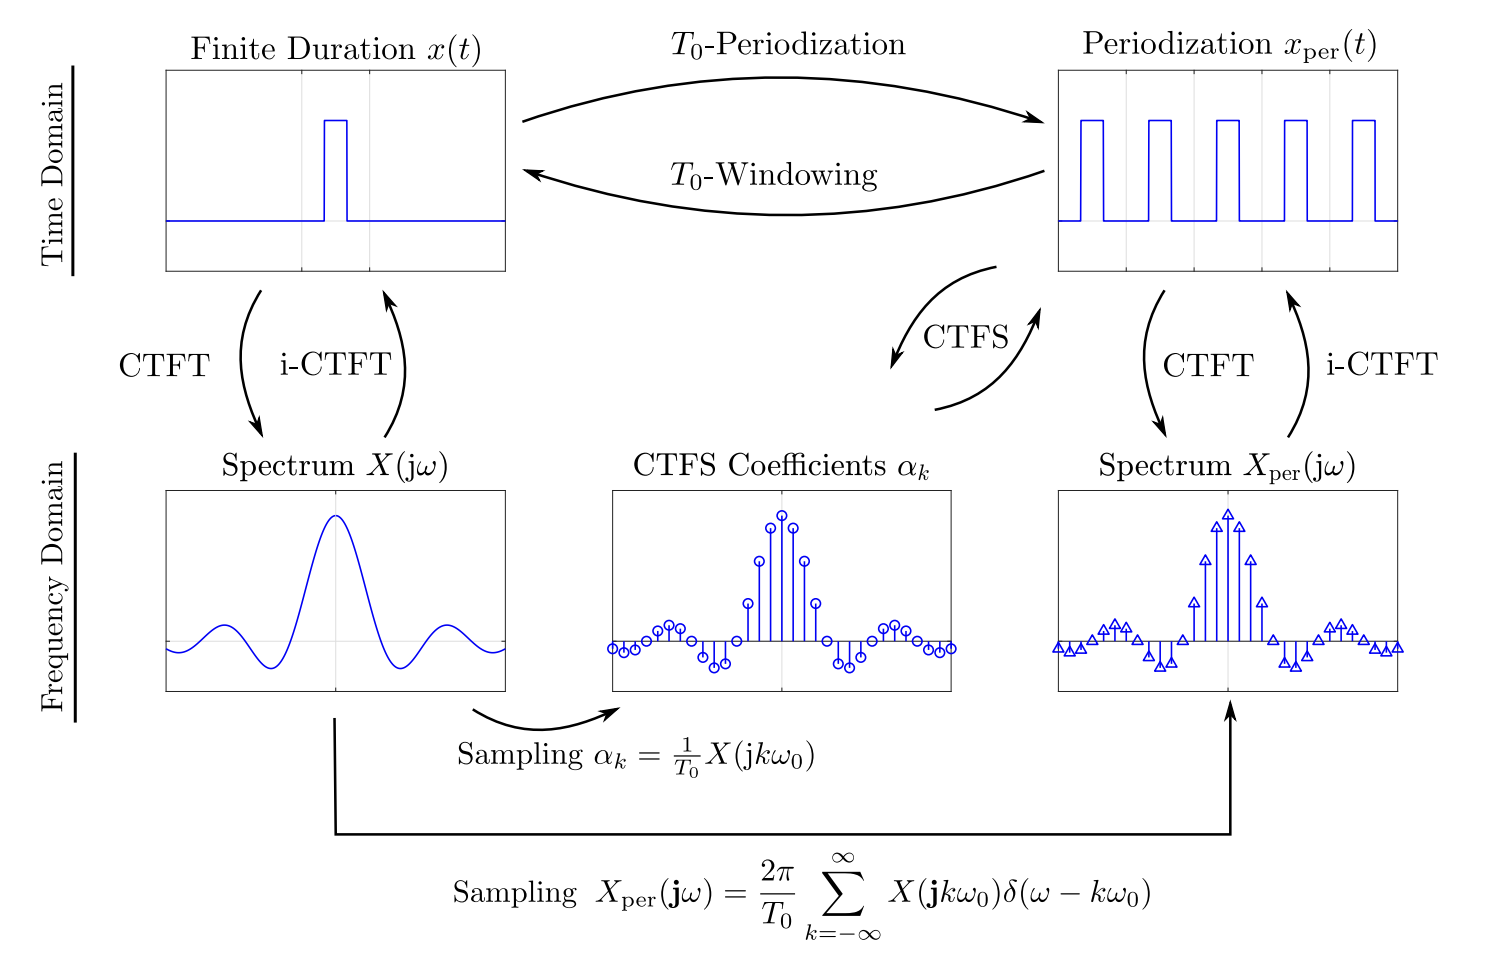 Finite Duration x(t)
T₀-Periodization
Periodization x_per(t)
Time Domain
T₀-Windowing
CTFT
i-CTFT
CTFS
CTFT
i-CTFT
Frequency Domain
Spectrum X(jω)
CTFS Coefficients α_k
Spectrum X_per(jω)
Sampling α_k = 1/T₀ X(jkω₀)
Sampling X_per(jω) = 2π/T₀ ∑_{k=-∞}^{∞} X(jkω₀)δ(ω − kω₀)